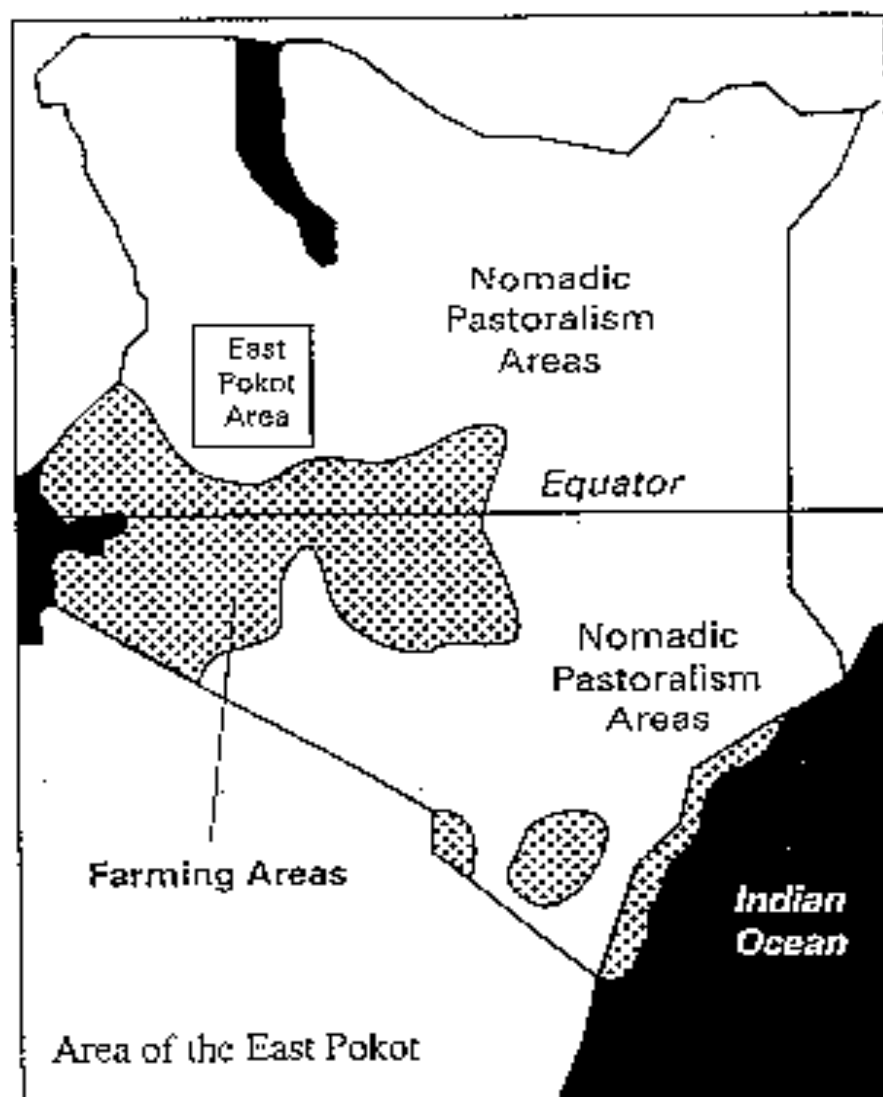 Nomadic
Pastoralism
Areas
East
Pokot
Area
Equator
Nomadic
Pastoralism
Areas
Farming Areas
Indian
Ocean
Area of the East Pokot